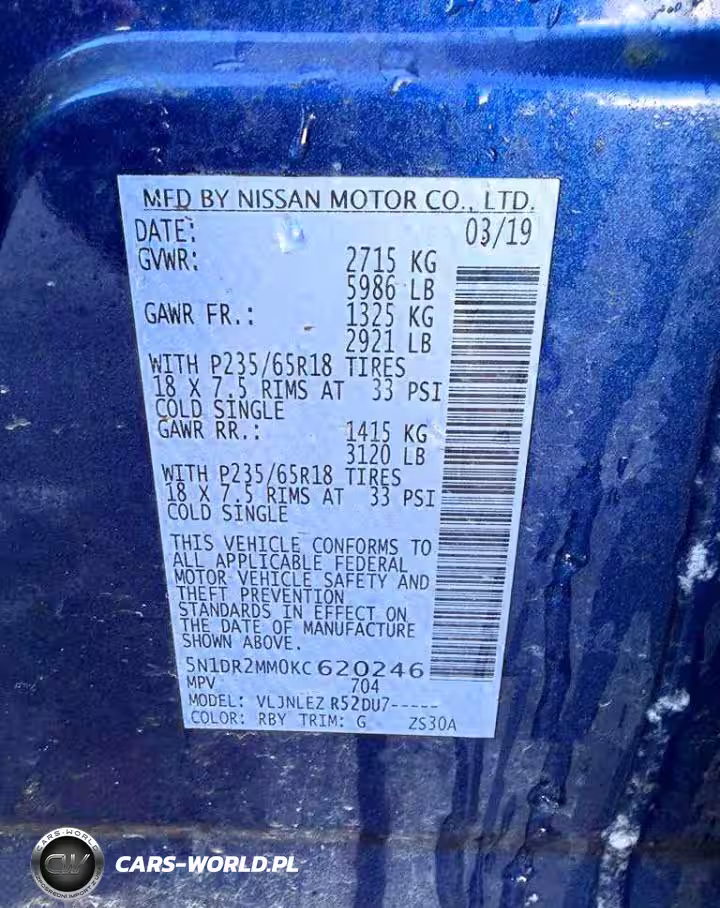 MFD BY NISSAN MOTOR CO., LTD.
DATE: 03/19
GVWR: 2715 KG
5986 LB
GAWR FR.: 1325 KG
2921 LB
WITH P235/65R18 TIRES
18 X 7.5 RIMS AT 33 PSI
COLD SINGLE
GAWR RR.: 1415 KG
3120 LB
WITH P235/65R18 TIRES
18 X 7.5 RIMS AT 33 PSI
COLD SINGLE
THIS VEHICLE CONFORMS TO
ALL APPLICABLE FEDERAL
MOTOR VEHICLE SAFETY AND
THEFT PREVENTION
STANDARDS IN EFFECT ON
THE DATE OF MANUFACTURE
SHOWN ABOVE.
5N1DR2MM0KC620246
MPV 704
MODEL: VLJNLEZ R52DU7-----
COLOR: RBY TRIM: G ZS30A
CARS-WORLD
CARS-WORLD.PL